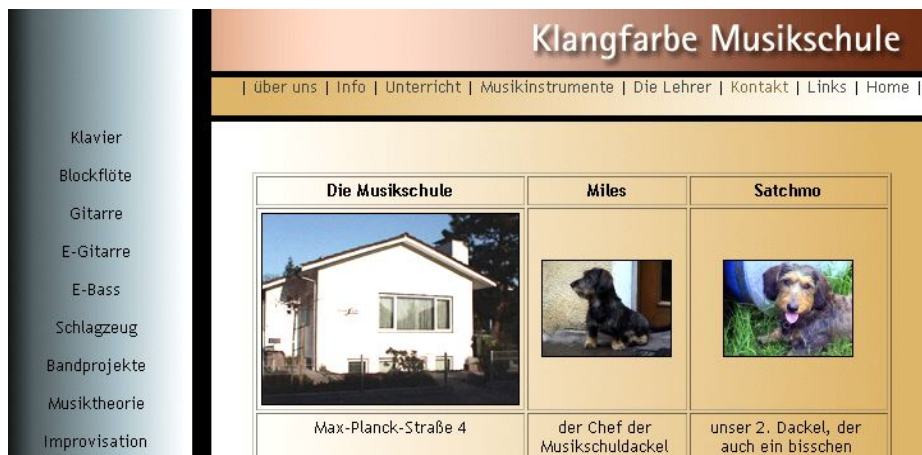 Klangfarbe Musikschule
| über uns | Info | Unterricht | Musikinstrumente | Die Lehrer | Kontakt | Links | Home |
Klavier
Blockflöte
Gitarre
E-Gitarre
E-Bass
Schlagzeug
Bandprojekte
Musiktheorie
Improvisation
Die Musikschule
Miles
Satchmo
Max-Planck-Straße 4
der Chef der
Musikschuldackel
unser 2. Dackel, der
auch ein bisschen